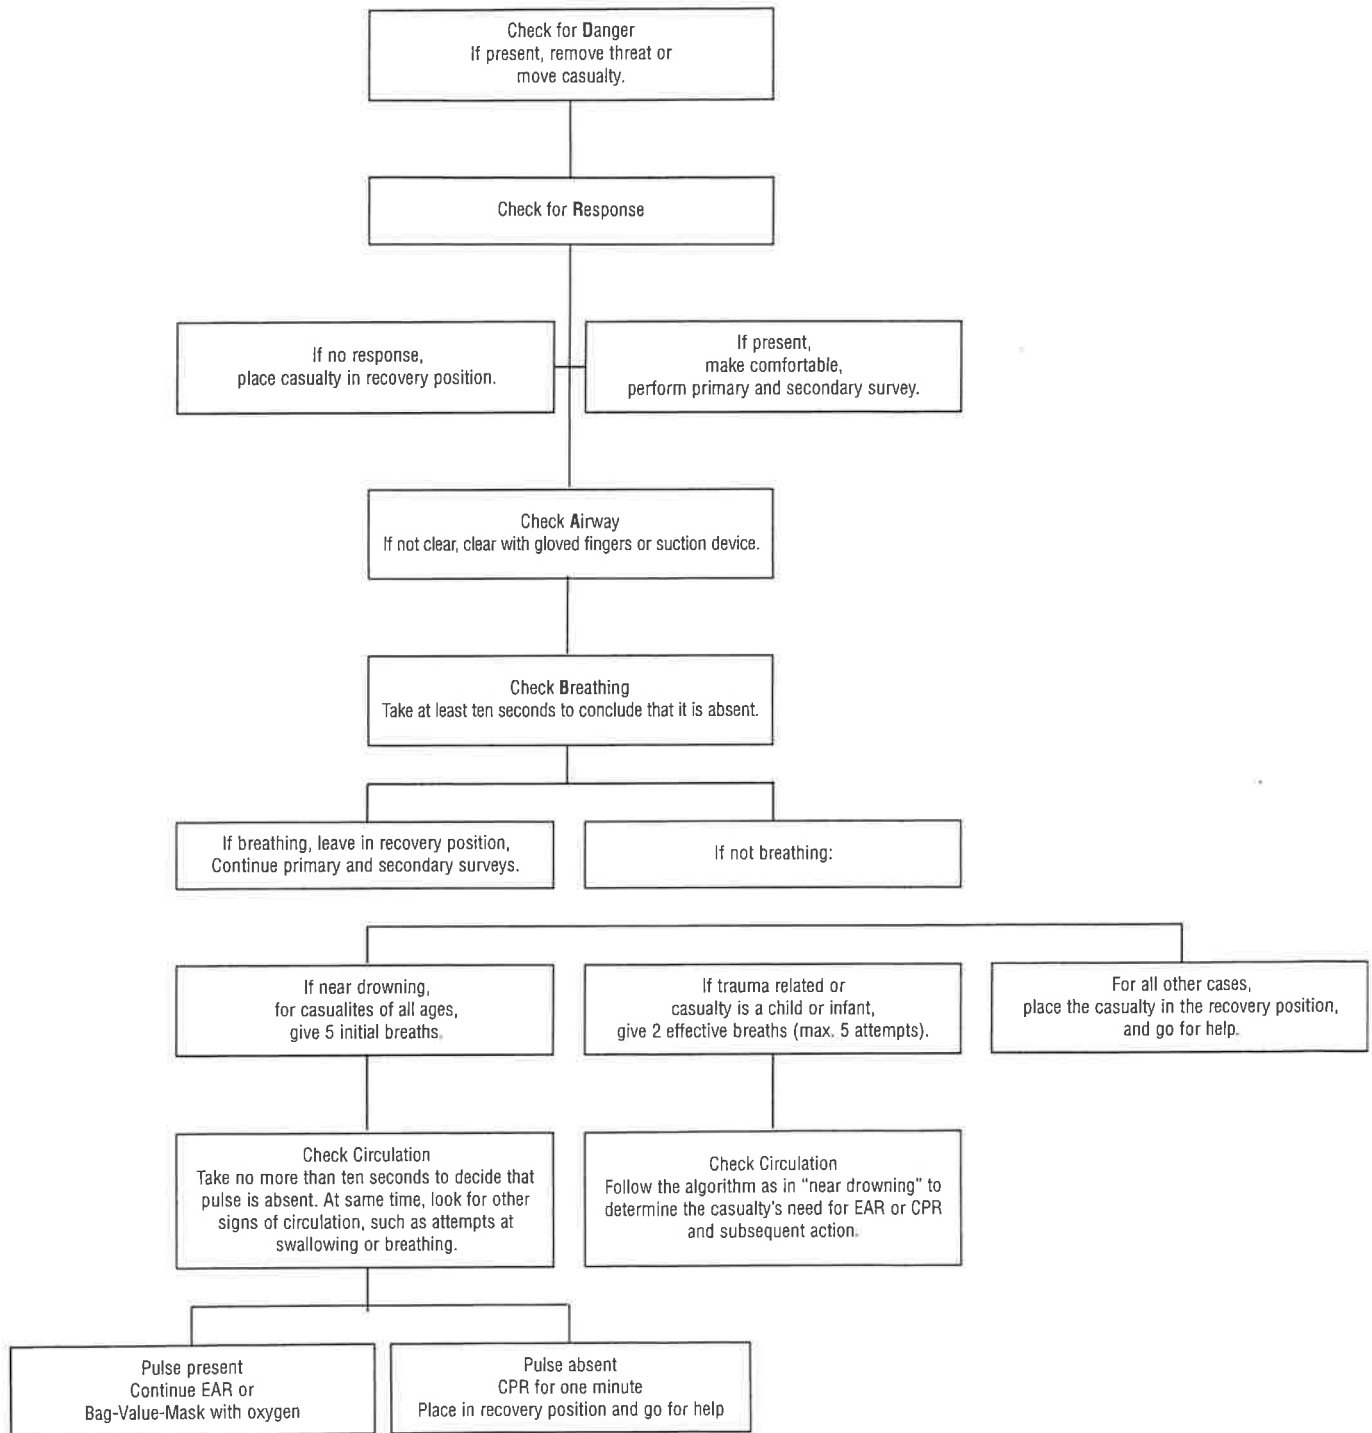 Check for Danger
If present, remove threat or
move casualty.
Check for Response
If no response,
place casualty in recovery position.
If present,
make comfortable,
perform primary and secondary survey.
Check Airway
If not clear, clear with gloved fingers or suction device.
Check Breathing
Take at least ten seconds to conclude that it is absent.
If breathing, leave in recovery position,
Continue primary and secondary surveys.
If not breathing:
If near drowning,
for casualites of all ages,
give 5 initial breaths.
If trauma related or
casualty is a child or infant,
give 2 effective breaths (max. 5 attempts).
For all other cases,
place the casualty in the recovery position,
and go for help.
Check Circulation
Take no more than ten seconds to decide that
pulse is absent. At same time, look for other
signs of circulation, such as attempts at
swallowing or breathing.
Check Circulation
Follow the algorithm as in “near drowning” to
determine the casualty's need for EAR or CPR
and subsequent action.
Pulse present
Continue EAR or
Bag-Value-Mask with oxygen
Pulse absent
CPR for one minute
Place in recovery position and go for help